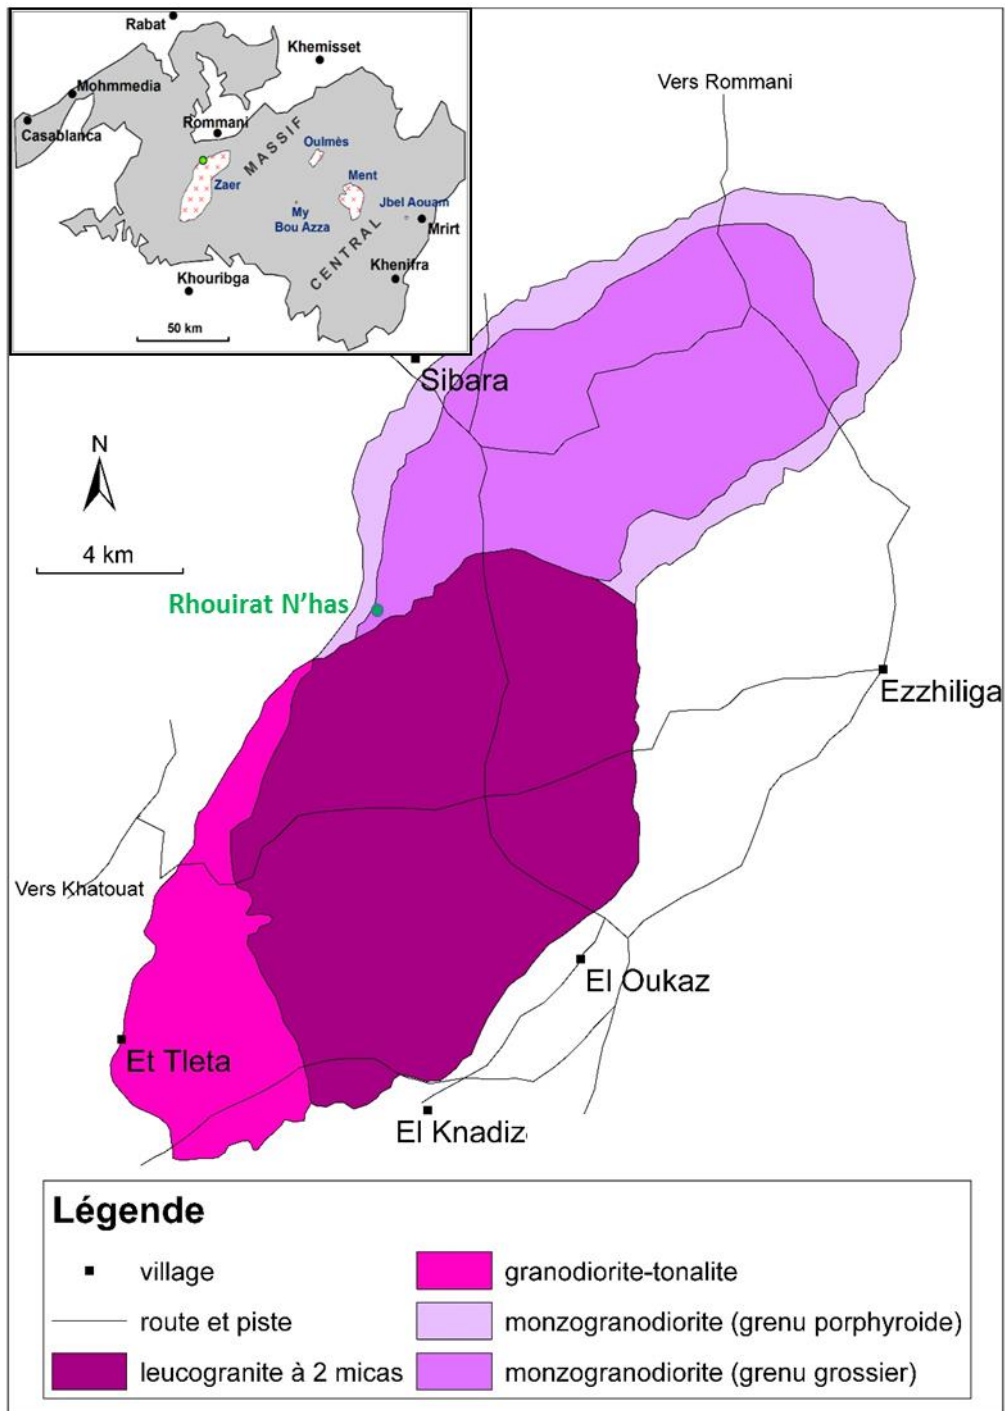 Rabat
Khemisset
Mohmmedia
Casablanca
Rommani
MASSIF
Oulmès
Zaer
Ment
My
Bou Azza
Jbel Aouam
Mrirt
CENTRAL
Khenifra
Khouribga
50 km
Vers Rommani
Sibara
N
4 km
Rhouirat N'has
Ezzhiliga
Vers Khatouat
El Oukaz
Et Tleta
El Knadiz
Légende
village
route et piste
leucogranite à 2 micas
granodiorite-tonalite
monzogranodiorite (grenu porphyroide)
monzogranodiorite (grenu grossier)